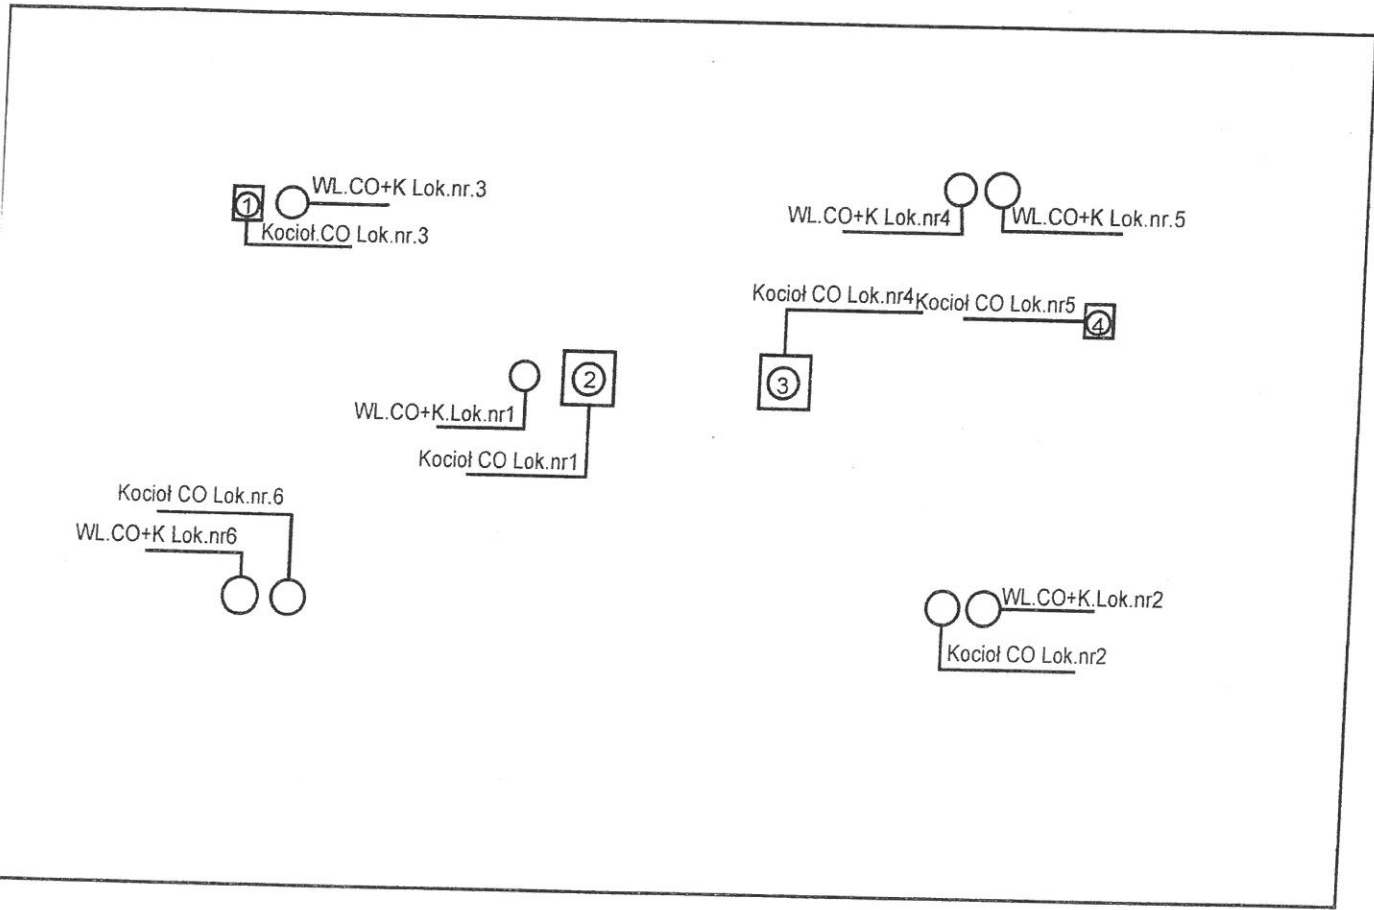 1
WL.CO+K Lok.nr.3
Kocioł.CO Lok.nr.3
WL.CO+K Lok.nr4
WL.CO+K Lok.nr.5
Kocioł CO Lok.nr4
Kocioł CO Lok.nr5
4
2
3
WL.CO+K.Lok.nr1
Kocioł CO Lok.nr1
Kocioł CO Lok.nr.6
WL.CO+K Lok.nr6
WL.CO+K.Lok.nr2
Kocioł CO Lok.nr2